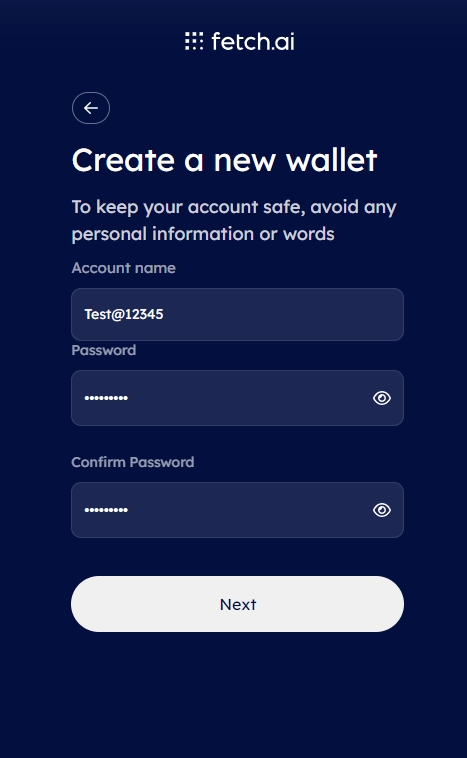 fetch.ai
Create a new wallet
To keep your account safe, avoid any
personal information or words
Account name
Test@12345
Password
•••••••••
Confirm Password
•••••••••
Next